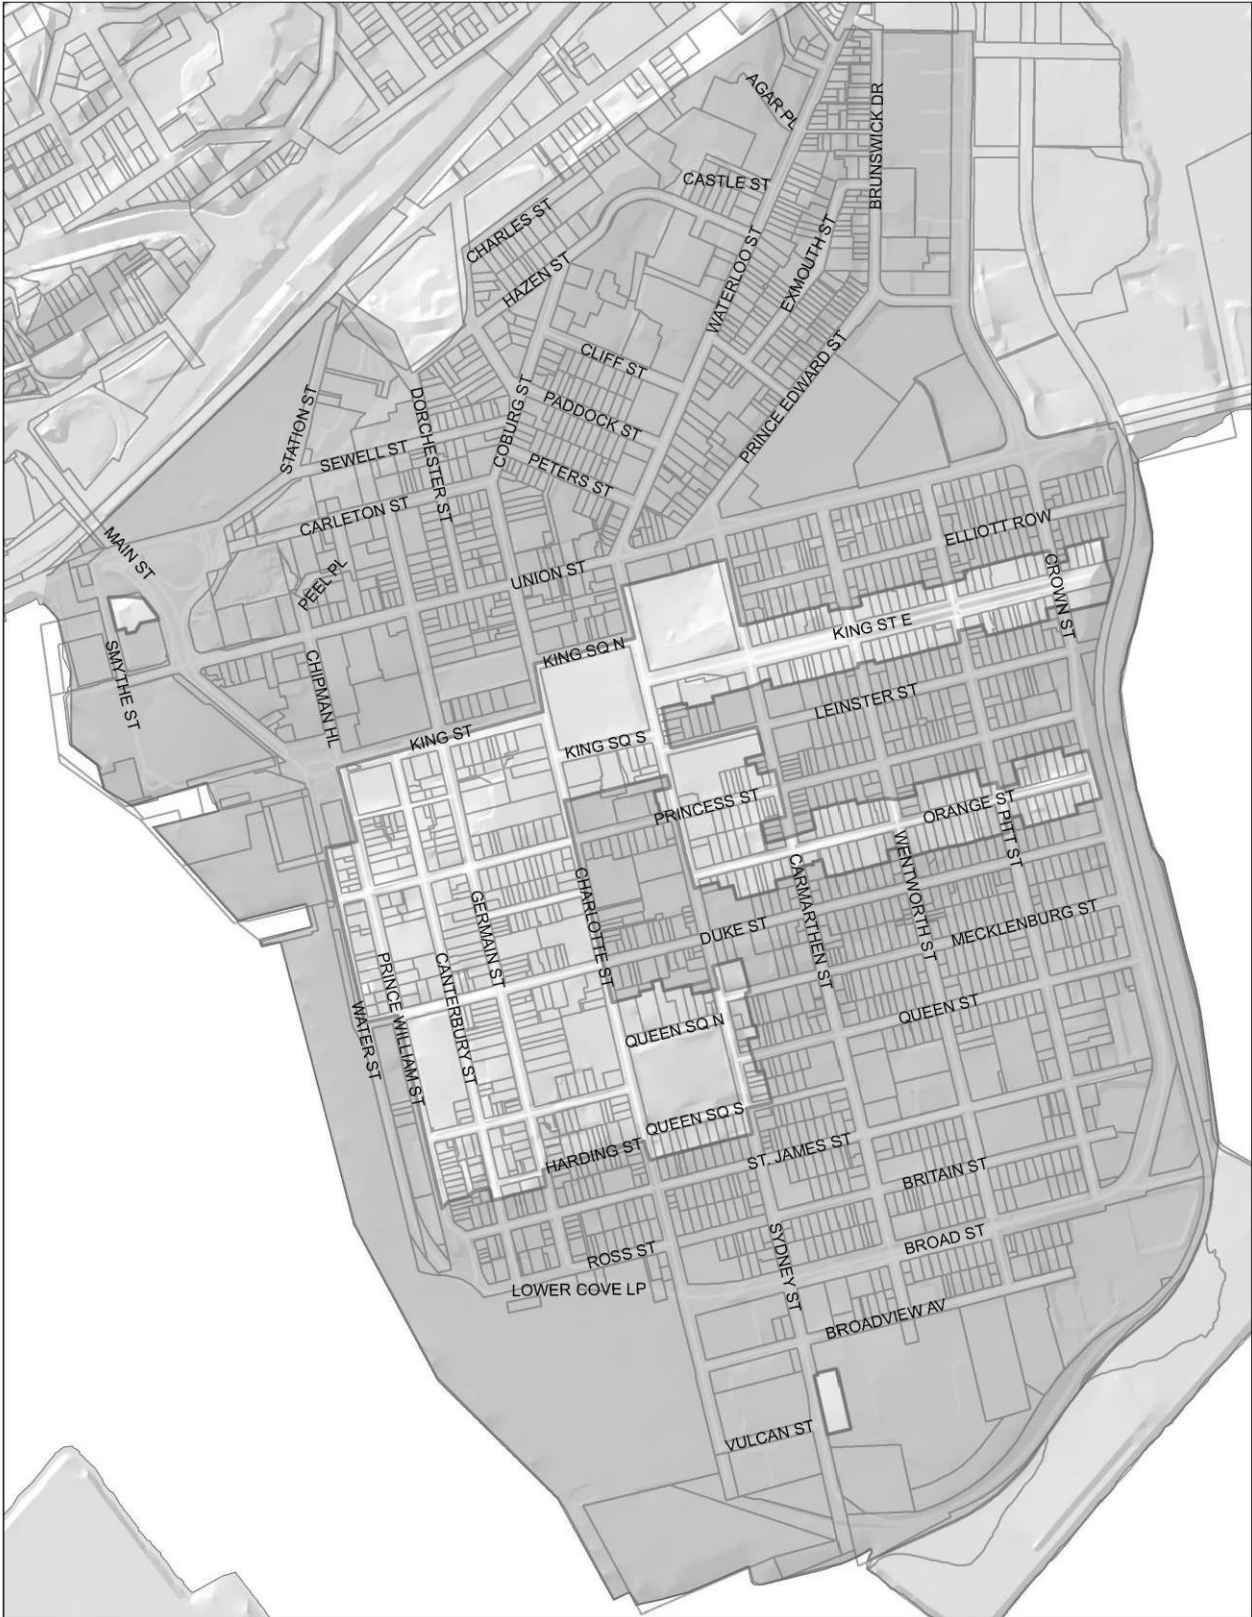 AGAR PL
BRUNSWICK DR
CASTLE ST
CHARLES ST
HAZEN ST
WATERLOO ST
EXMOUTH ST
CLIFF ST
PRINCE EDWARD ST
STATION ST
DORCHESTER ST
COBURG ST
PADDOCK ST
SEWELL ST
PETERS ST
CARLETON ST
MAIN ST
ELLIOTT ROW
UNION ST
PEEL PL
CROWN ST
KING ST E
KING SQ N
SMYTHE ST
CHIPMAN HL
LEINSTER ST
KING ST
KING SQ S
PRINCESS ST
ORANGE ST
PITT ST
WENTWORTH ST
CARMARTHEN ST
CHARLOTTE ST
GERMAIN ST
DUKE ST
MECKLENBURG ST
PRINCE WILLIAM ST
CANTERBURY ST
WATER ST
QUEEN ST
QUEEN SQ N
QUEEN SQ S
HARDING ST
ST. JAMES ST
BRITAIN ST
ROSS ST
SYDNEY ST
BROAD ST
LOWER COVE LP
BROADVIEW AV
VULCAN ST